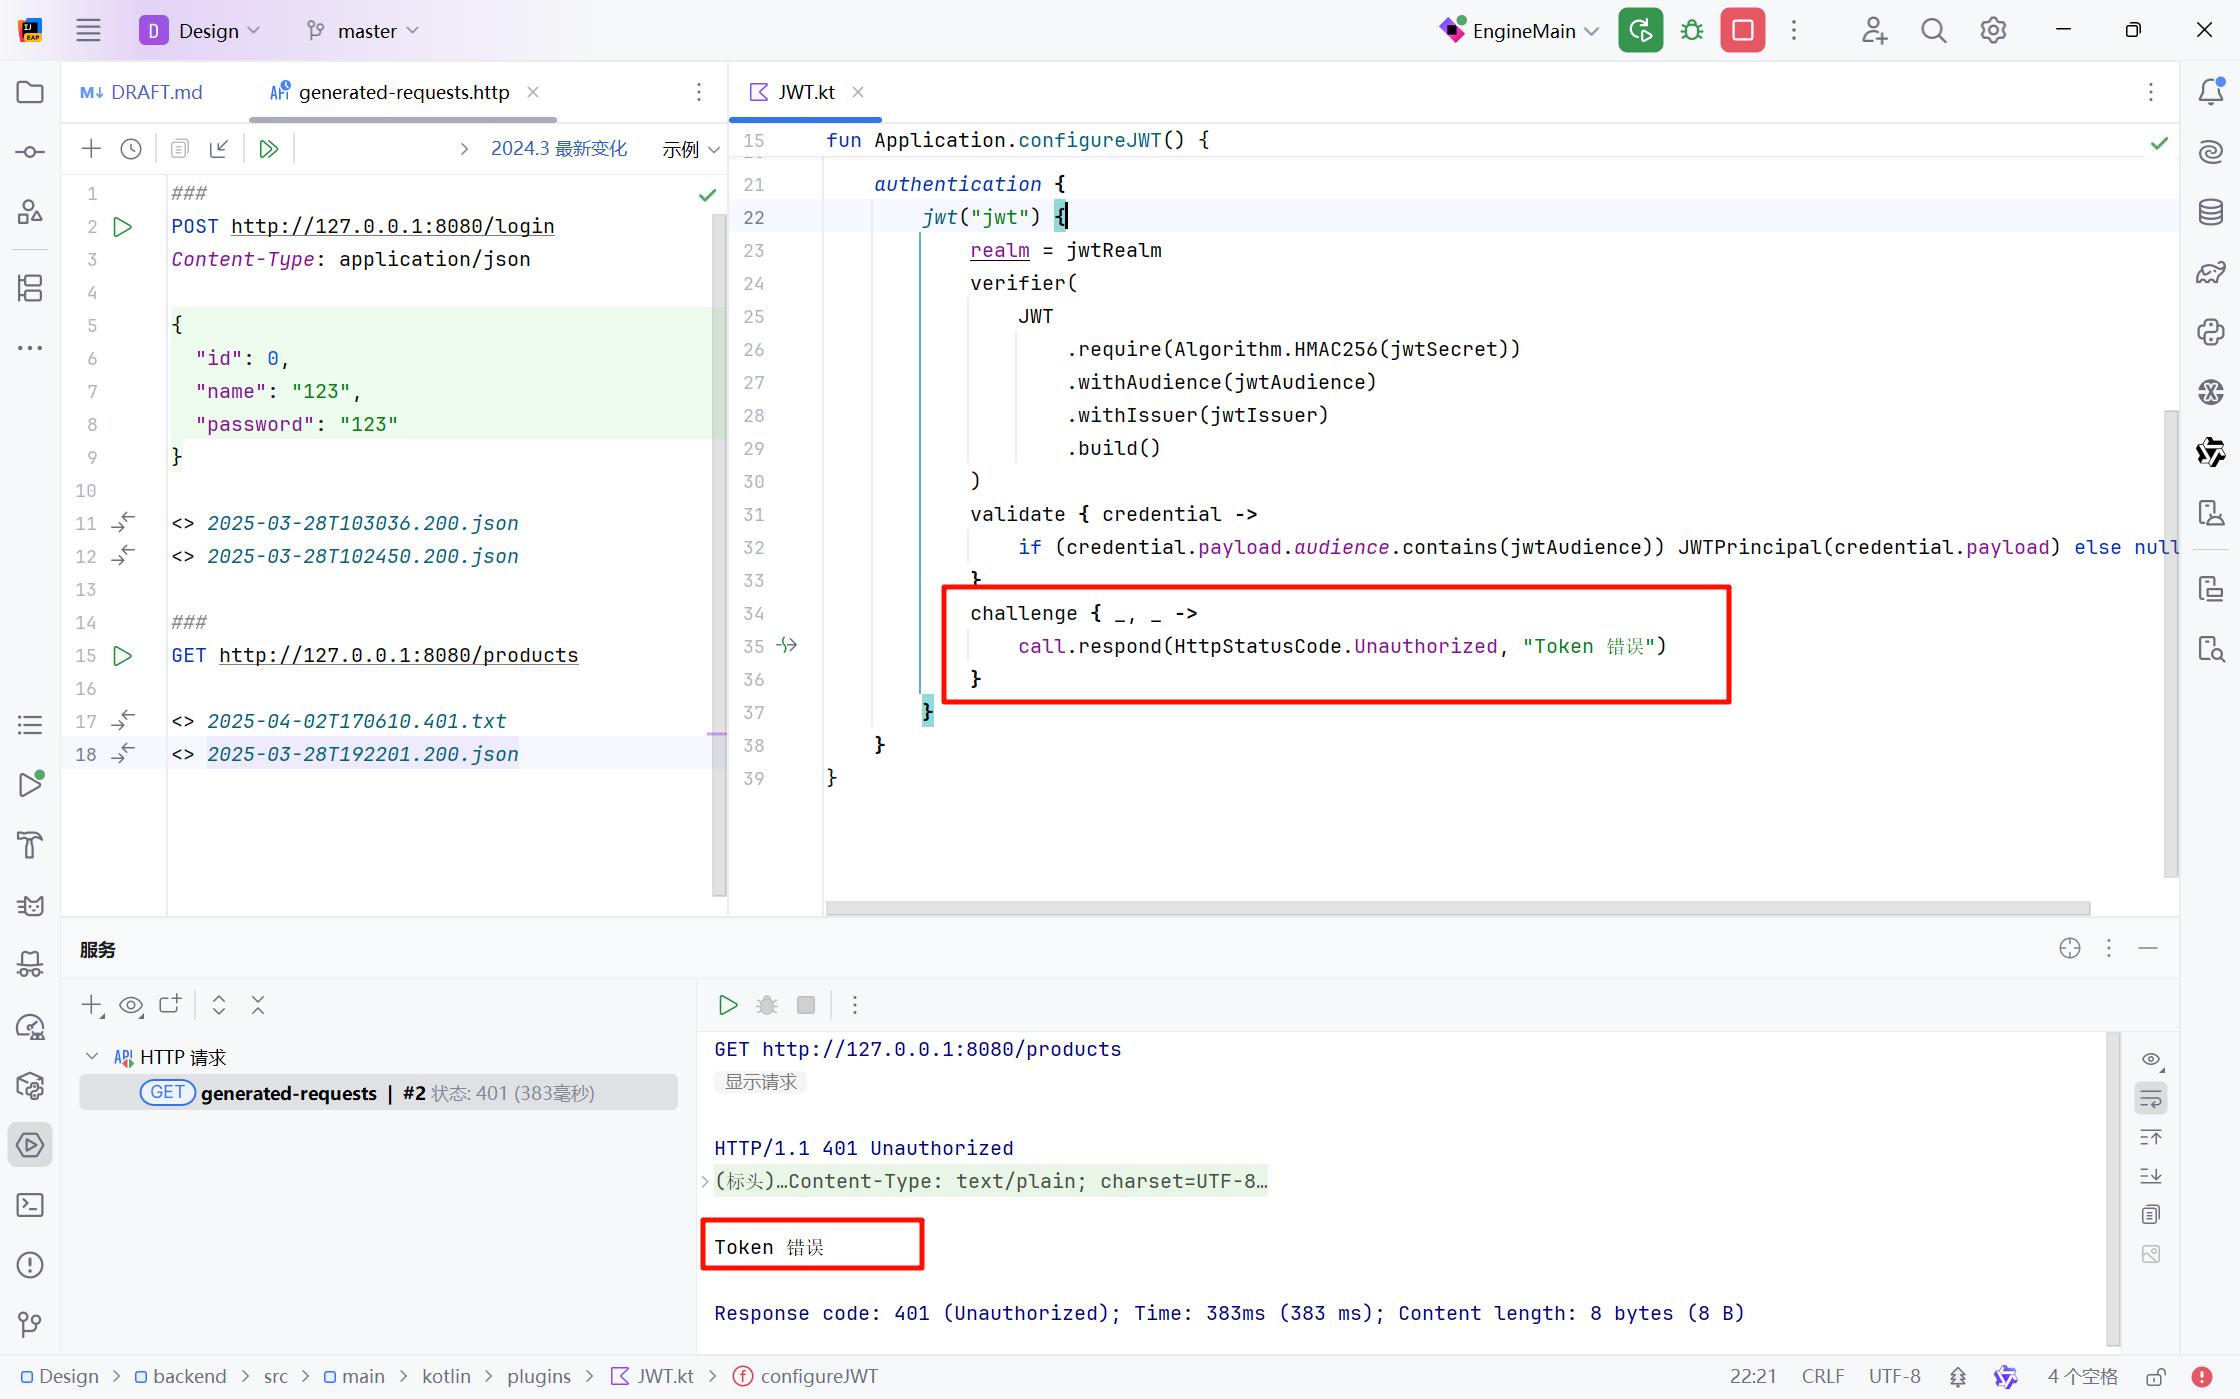 D Design master EngineMain
DRAFT.md generated-requests.http
JWT.kt
2024.3 最新变化 示例
1 ###
2 POST http://127.0.0.1:8080/login
3 Content-Type: application/json
4
5 {
6 "id": 0,
7 "name": "123",
8 "password": "123"
9 }
10
11 <> 2025-03-28T103036.200.json
12 <> 2025-03-28T102450.200.json
13
14 ###
15 GET http://127.0.0.1:8080/products
16
17 <> 2025-04-02T170610.401.txt
18 <> 2025-03-28T192201.200.json
15 fun Application.configureJWT() {
21 authentication {
22 jwt("jwt") {
23 realm = jwtRealm
24 verifier(
25 JWT
26 .require(Algorithm.HMAC256(jwtSecret))
27 .withAudience(jwtAudience)
28 .withIssuer(jwtIssuer)
29 .build()
30 )
31 validate { credential ->
32 if (credential.payload.audience.contains(jwtAudience)) JWTPrincipal(credential.payload) else null
33 }
34 challenge { _, _ ->
35 call.respond(HttpStatusCode.Unauthorized, "Token 错误")
36 }
37 }
38 }
39 }
服务
API HTTP 请求
GET generated-requests | #2 状态: 401 (383毫秒)
GET http://127.0.0.1:8080/products
显示请求
HTTP/1.1 401 Unauthorized
(标头)…Content-Type: text/plain; charset=UTF-8…
Token 错误
Response code: 401 (Unauthorized); Time: 383ms (383 ms); Content length: 8 bytes (8 B)
Design > backend > src > main > kotlin > plugins > JWT.kt > configureJWT
22:21 CRLF UTF-8 4 个空格